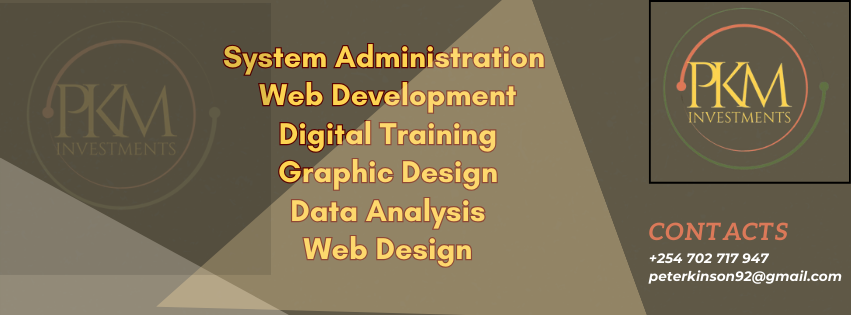 PKM
INVESTMENTS
System Administration
Web Development
Digital Training
Graphic Design
Data Analysis
Web Design
PKM
INVESTMENTS
CONTACTS
+254 702 717 947
peterkinson92@gmail.com